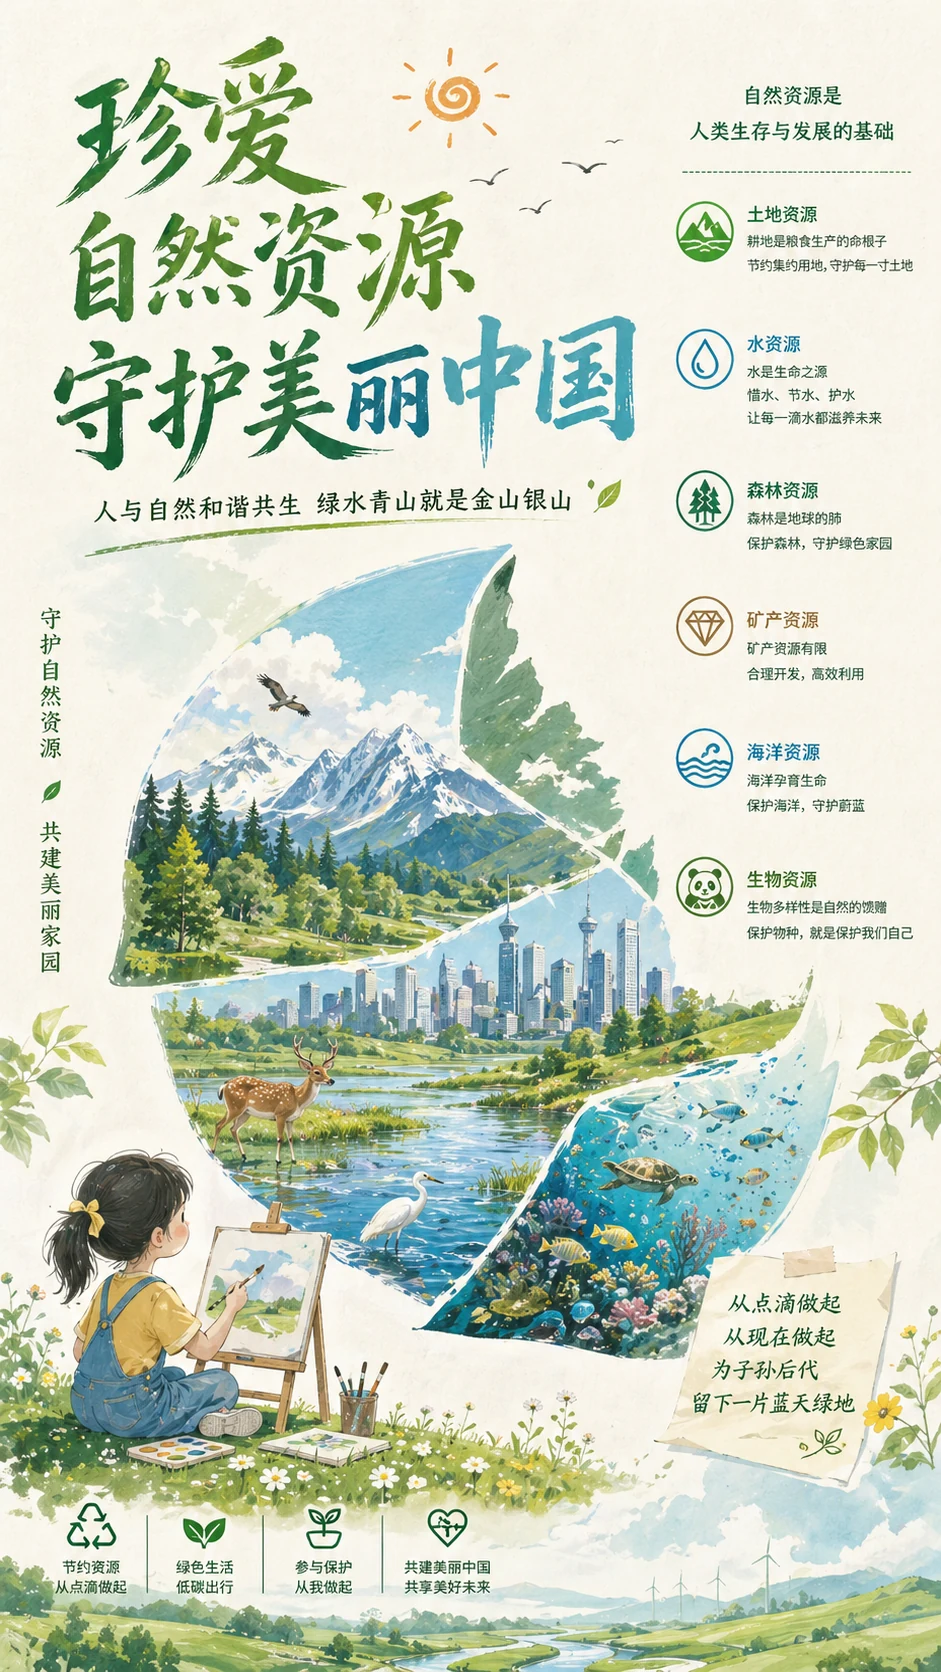 珍爱
自然资源
守护美丽中国
人与自然和谐共生 绿水青山就是金山银山
自然资源是
人类生存与发展的基础
土地资源
耕地是粮食生产的命根子
节约集约用地,守护每一寸土地
水资源
水是生命之源
惜水、节水、护水
让每一滴水都滋养未来
森林资源
森林是地球的肺
保护森林，守护绿色家园
矿产资源
矿产资源有限
合理开发，高效利用
海洋资源
海洋孕育生命
保护海洋，守护蔚蓝
生物资源
生物多样性是自然的馈赠
保护物种，就是保护我们自己
守护自然资源 共建美丽家园
从点滴做起
从现在做起
为子孙后代
留下一片蓝天绿地
节约资源
从点滴做起
绿色生活
低碳出行
参与保护
从我做起
共建美丽中国
共享美好未来